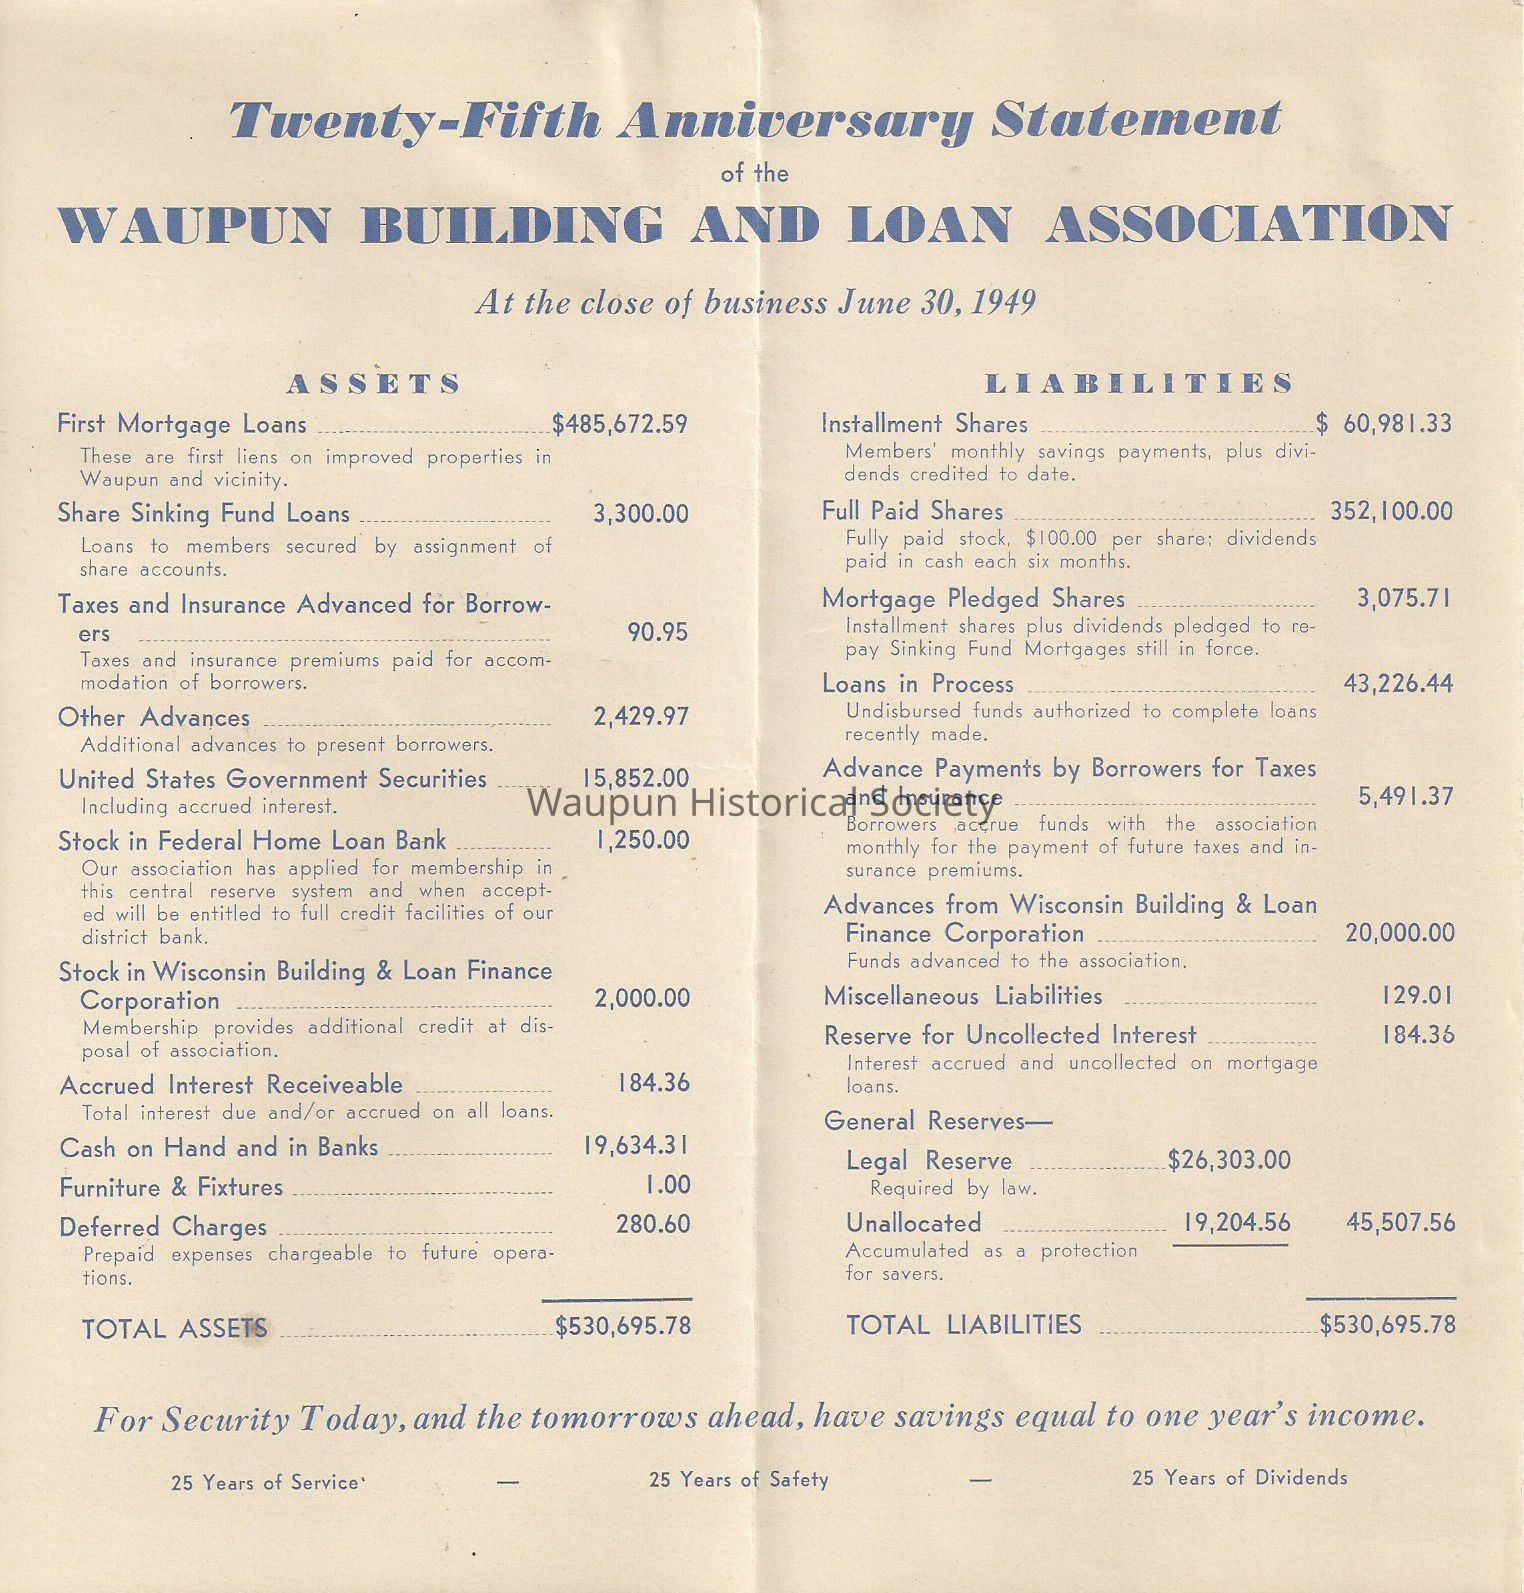 Twenty-Fifth Anniversary Statement
of the
WAUPUN BUILDING AND LOAN ASSOCIATION
At the close of business June 30, 1949
ASSETS
First Mortgage Loans $485,672.59
These are first liens on improved properties in
Waupun and vicinity.
Share Sinking Fund Loans 3,300.00
Loans to members secured by assignment of
share accounts.
Taxes and Insurance Advanced for Borrow-
ers 90.95
Taxes and insurance premiums paid for accom-
modation of borrowers.
Other Advances 2,429.97
Additional advances to present borrowers.
United States Government Securities 15,852.00
Including accrued interest.
Stock in Federal Home Loan Bank 1,250.00
Our association has applied for membership in
this central reserve system and when accept-
ed will be entitled to full credit facilities of our
district bank.
Stock in Wisconsin Building & Loan Finance
Corporation 2,000.00
Membership provides additional credit at dis-
posal of association.
Accrued Interest Receiveable 184.36
Total interest due and/or accrued on all loans.
Cash on Hand and in Banks 19,634.31
Furniture & Fixtures 1.00
Deferred Charges 280.60
Prepaid expenses chargeable to future opera-
tions.
TOTAL ASSETS $530,695.78
LIABILITIES
Installment Shares $ 60,981.33
Members' monthly savings payments, plus divi-
dends credited to date.
Full Paid Shares 352,100.00
Fully paid stock, $100.00 per share; dividends
paid in cash each six months.
Mortgage Pledged Shares 3,075.71
Installment shares plus dividends pledged to re-
pay Sinking Fund Mortgages still in force.
Loans in Process 43,226.44
Undisbursed funds authorized to complete loans
recently made.
Advance Payments by Borrowers for Taxes
and Insurance 5,491.37
Borrowers accrue funds with the association
monthly for the payment of future taxes and in-
surance premiums.
Advances from Wisconsin Building & Loan
Finance Corporation 20,000.00
Funds advanced to the association.
Miscellaneous Liabilities 129.01
Reserve for Uncollected Interest 184.36
Interest accrued and uncollected on mortgage
loans.
General Reserves—
Legal Reserve $26,303.00
Required by law.
Unallocated 19,204.56 45,507.56
Accumulated as a protection
for savers.
TOTAL LIABILITIES $530,695.78
Waupun Historical Society
For Security Today, and the tomorrows ahead, have savings equal to one year's income.
25 Years of Service — 25 Years of Safety — 25 Years of Dividends